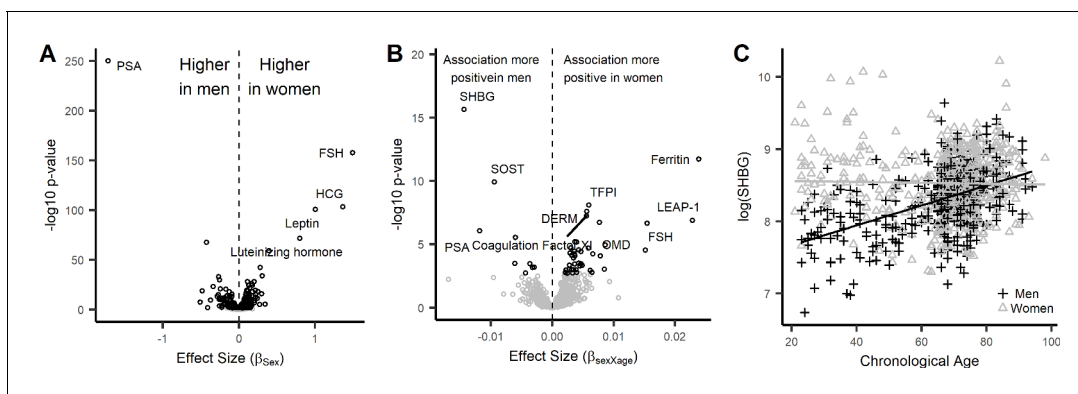 A
Higher in men
Higher in women
PSA
FSH
HCG
Leptin
Luteinizing hormone
250
200
150
100
50
0
-log10 p-value
-1
0
1
Effect Size (βSex)
B
Association more positivein men
Association more positive in women
SHBG
SOST
Ferritin
TFPI
LEAP-1
DERM
PSA
Coagulation Factor XI
OMD
FSH
20
15
10
5
0
-log10 p-value
-0.01
0.00
0.01
0.02
Effect Size (βsexXage)
C
10
9
8
7
log(SHBG)
Men
Women
20
40
60
80
100
Chronological Age